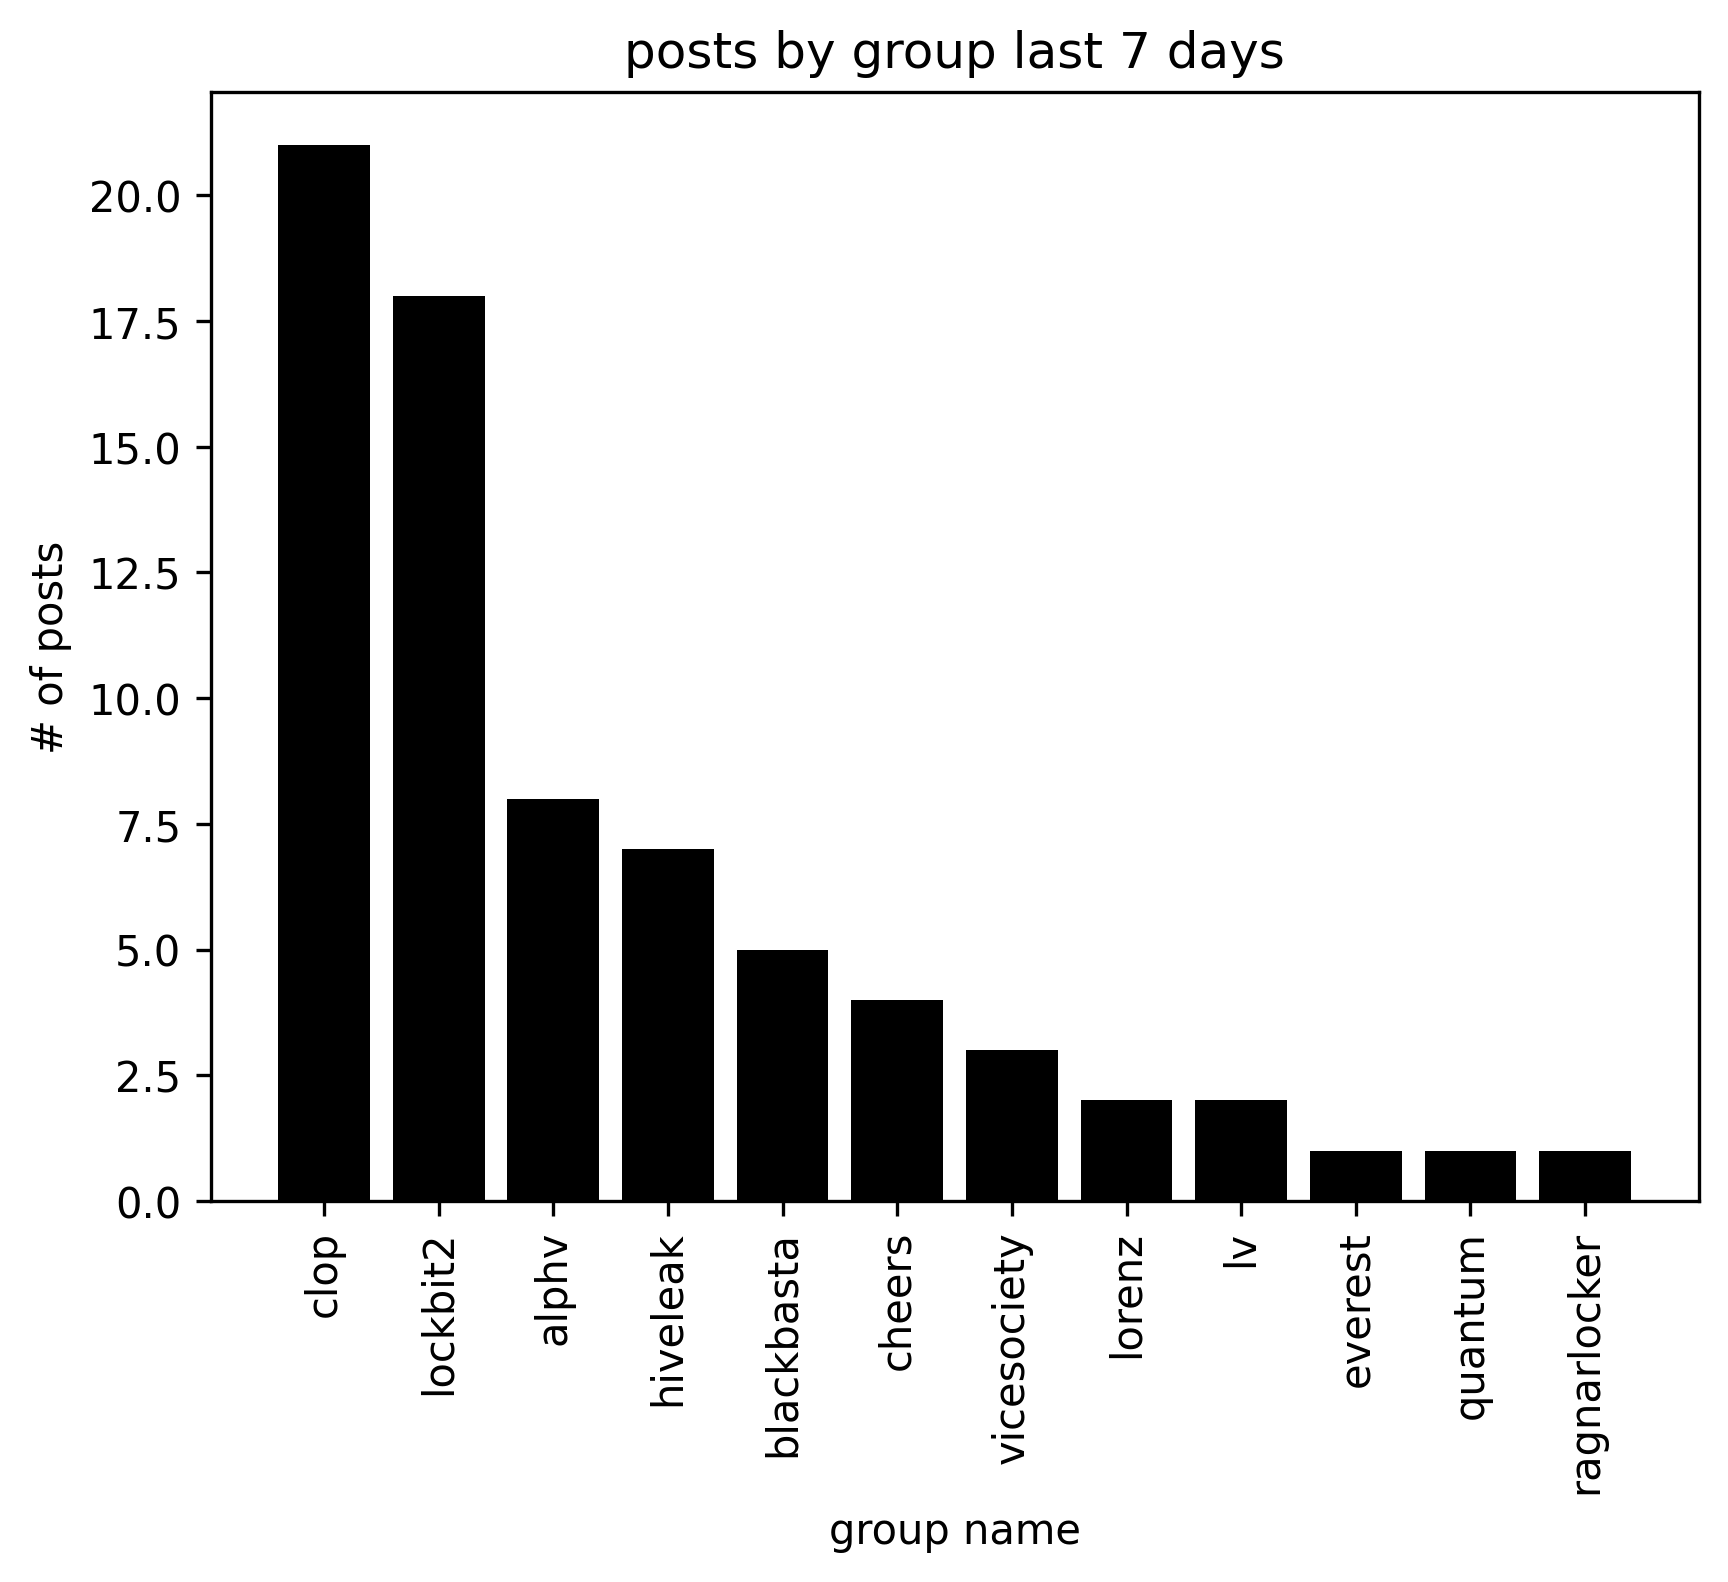 posts by group last 7 days
# of posts
20.0
17.5
15.0
12.5
10.0
7.5
5.0
2.5
0.0
clop
lockbit2
alphv
hiveleak
blackbasta
cheers
vicesociety
lorenz
lv
everest
quantum
ragnarlocker
group name